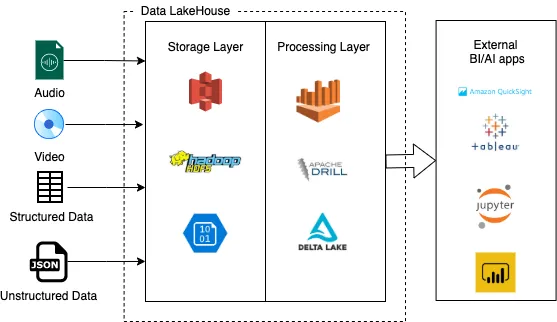 Data LakeHouse
Storage Layer
Processing Layer
External
BI/AI apps
Audio
Video
Structured Data
JSON
Unstructured Data
hadoop
HDFS
10
01
APACHE
DRILL
DELTA LAKE
Amazon QuickSight
+ableau
jupyter